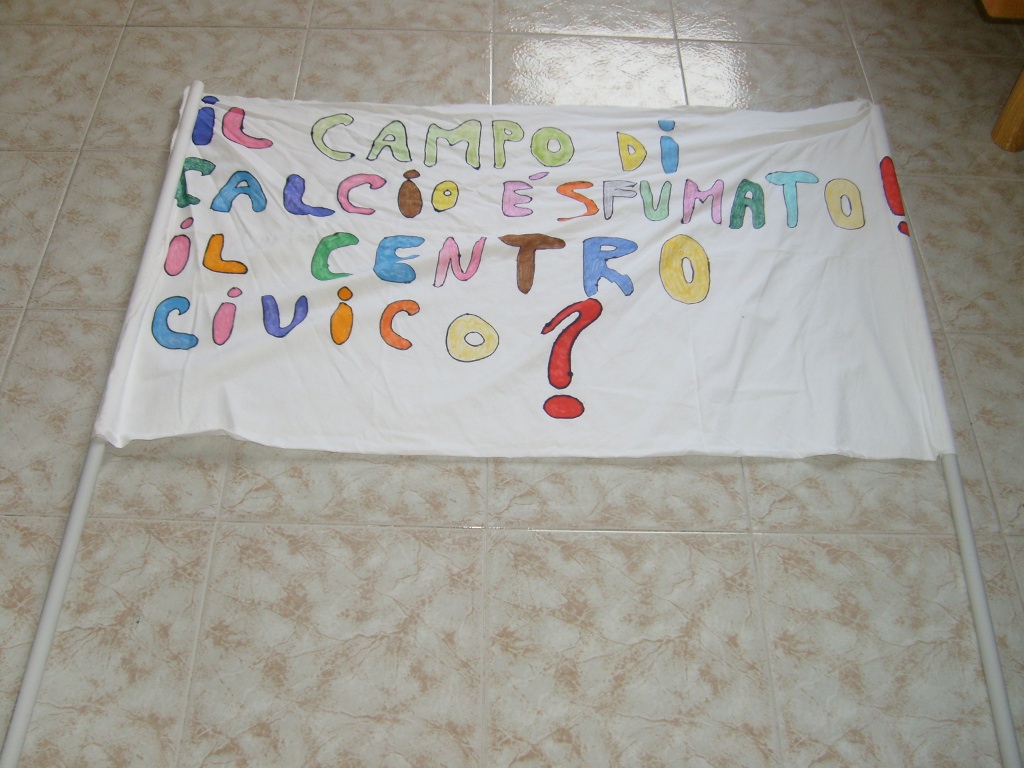 iL CAMPO Di
CALCiO É SFUMATO!
iL CENTRO
CiViCO?